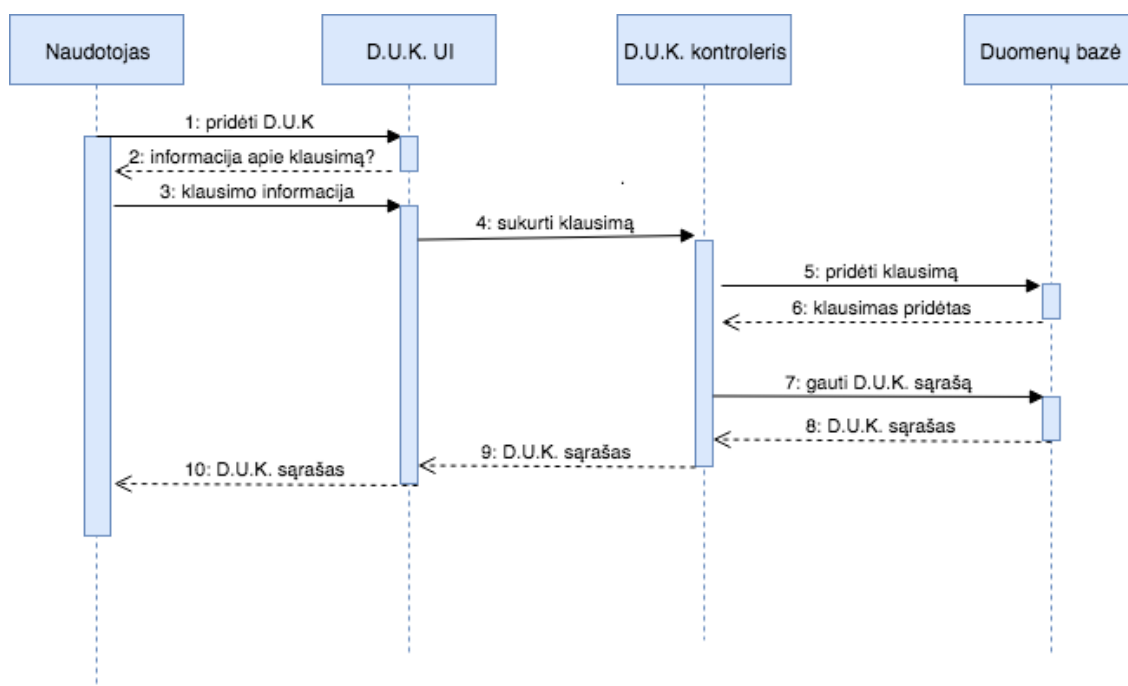 Naudotojas
D.U.K. UI
D.U.K. kontroleris
Duomenų bazė
1: pridėti D.U.K
2: informacija apie klausimą?
3: klausimo informacija
4: sukurti klausimą
5: pridėti klausimą
6: klausimas pridėtas
7: gauti D.U.K. sąrašą
8: D.U.K. sąrašas
9: D.U.K. sąrašas
10: D.U.K. sąrašas